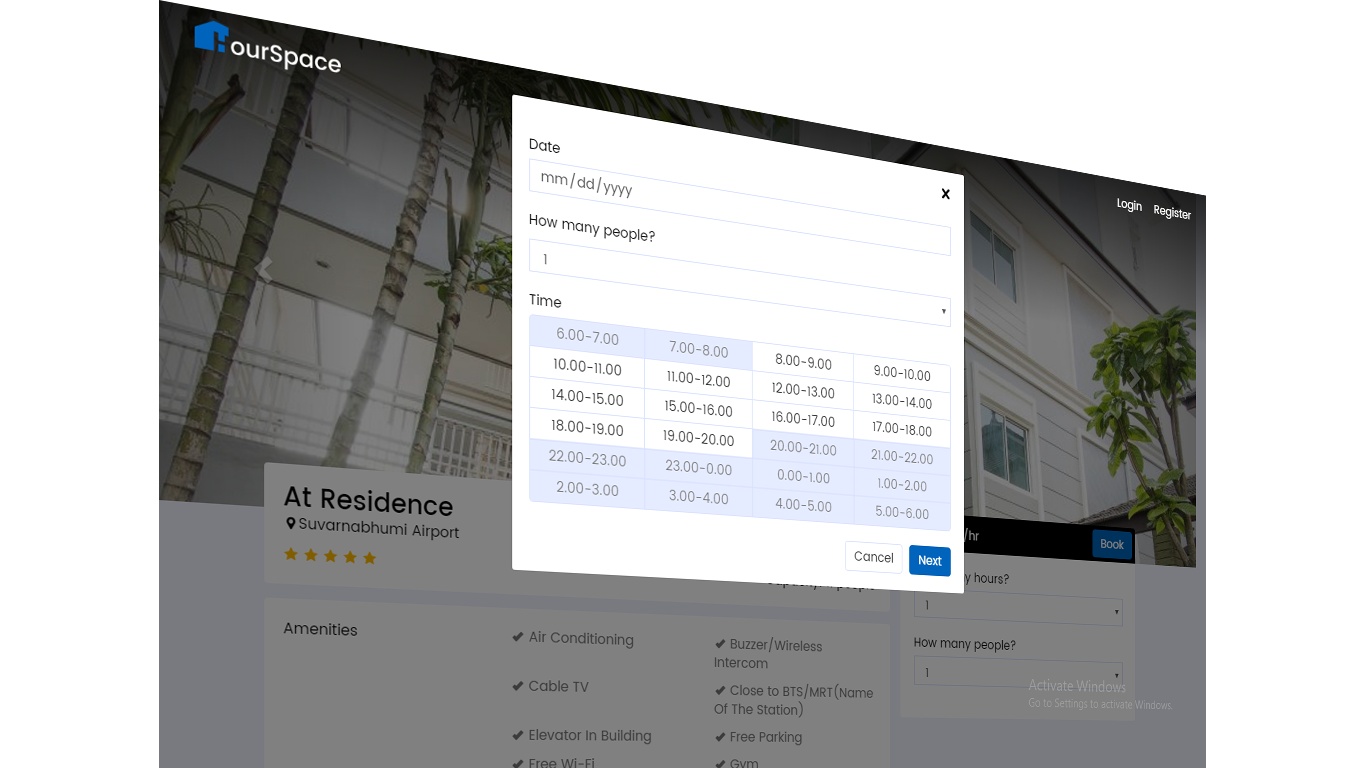 ourSpace
Login
Register
Date
x
mm/dd/yyyy
How many people?
1
Time
6.00-7.00 7.00-8.00 8.00-9.00 9.00-10.00
10.00-11.00 11.00-12.00 12.00-13.00 13.00-14.00
14.00-15.00 15.00-16.00 16.00-17.00 17.00-18.00
18.00-19.00 19.00-20.00 20.00-21.00 21.00-22.00
22.00-23.00 23.00-0.00 0.00-1.00 1.00-2.00
2.00-3.00 3.00-4.00 4.00-5.00 5.00-6.00
Cancel Next
At Residence
Suvarnabhumi Airport
people
/hr
Book
hours?
1
How many people?
1
Amenities
Air Conditioning
Buzzer/Wireless
Intercom
Cable TV
Close to BTS/MRT(Name
Of The Station)
Elevator In Building
Free Parking
Free Wi-Fi
Gym
Activate Windows
Go to Settings to activate Windows.